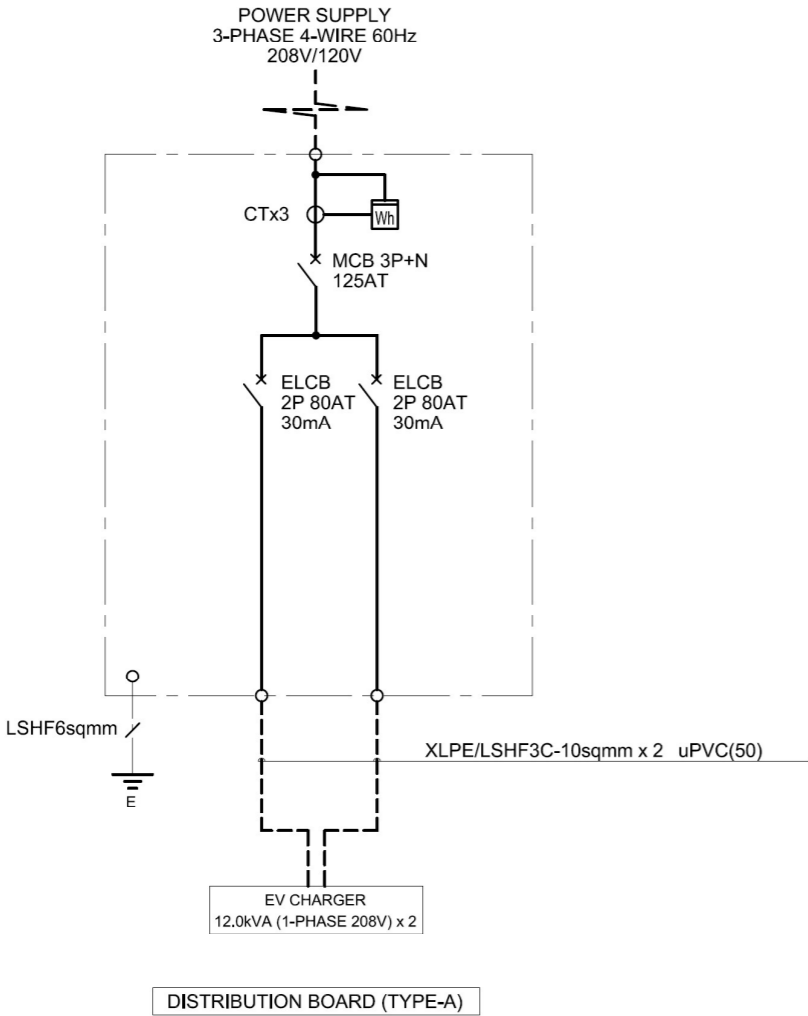 POWER SUPPLY
3-PHASE 4-WIRE 60Hz
208V/120V
CTx3
Wh
MCB 3P+N
125AT
ELCB
2P 80AT
30mA
ELCB
2P 80AT
30mA
LSHF6sqmm
E
XLPE/LSHF3C-10sqmm x 2 uPVC(50)
EV CHARGER
12.0kVA (1-PHASE 208V) x 2
DISTRIBUTION BOARD (TYPE-A)